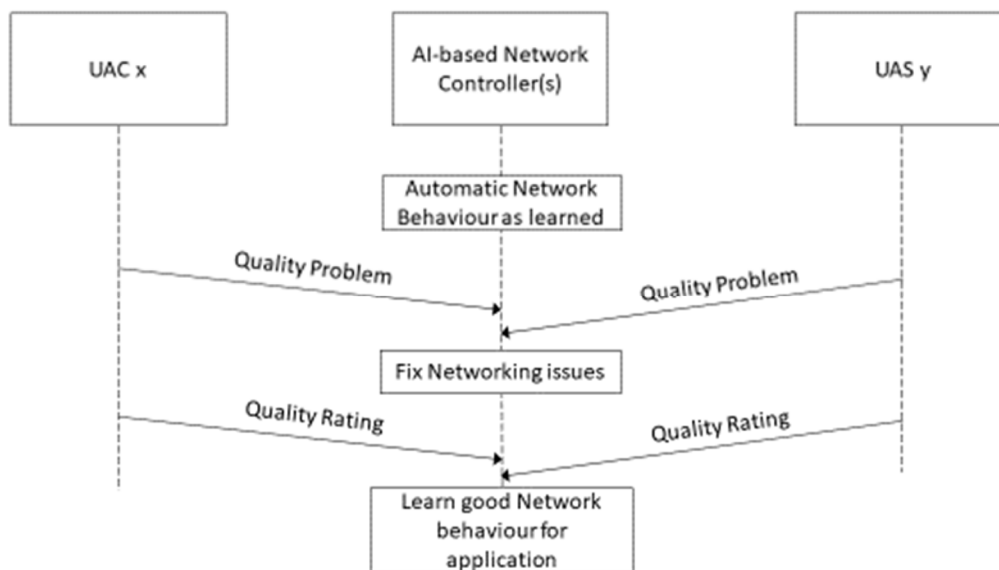 UAC x
AI-based Network
Controller(s)
UAS y
Automatic Network
Behaviour as learned
Quality Problem
Quality Problem
Fix Networking issues
Quality Rating
Quality Rating
Learn good Network
behaviour for
application